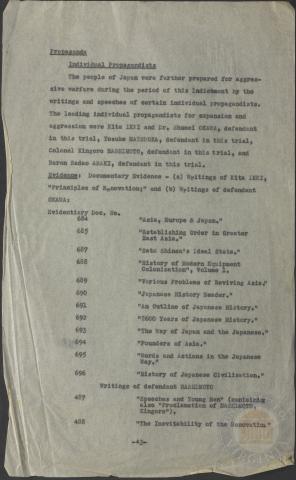 Propaganda
Individual Propagandists
The people of Japan were further prepared for aggres-
sive warfare during the period of this Indictment by the
writings and speeches of certain individual propagandists.
The leading individual propagandists for expansion and
aggression were Kita IKKI and Dr. Shumei OKAWA, defendant
in this trial, Yosuke MATSUOKA, defendant in this trial,
Colonel Kingoro HASHIMOTO, defendant in this trial, and
Baron Sadao ARAKI, defendant in this trial.
Evidence: Documentary Evidence - (a) Writings of Kita IKKI,
"Principles of Renovation;" and (b) Writings of defendant
OKAWA:
Evidentiary Doc. No.
684 "Asia, Europe & Japan."
685 "Establishing Order in Greater
East Asia."
687 "Sato Shinen's Ideal State."
688 "History of Modern Equipment
Colonization", Volume I.
689 "Various Problems of Reviving Asia."
690 "Japanese History Reader."
691 "An Outline of Japanese History."
692 "2600 Years of Japanese History."
693 "The Way of Japan and the Japanese."
694 "Founders of Asia."
695 "Words and Actions in the Japanese
Way."
696 "History of Japanese Civilization."
Writings of defendant HASHIMOTO
487 "Speeches and Young Men" (containing
also "Proclamation of HASHIMOTO,
Kingoro"),
488 "The Inevitability of the Renovation"
-43-